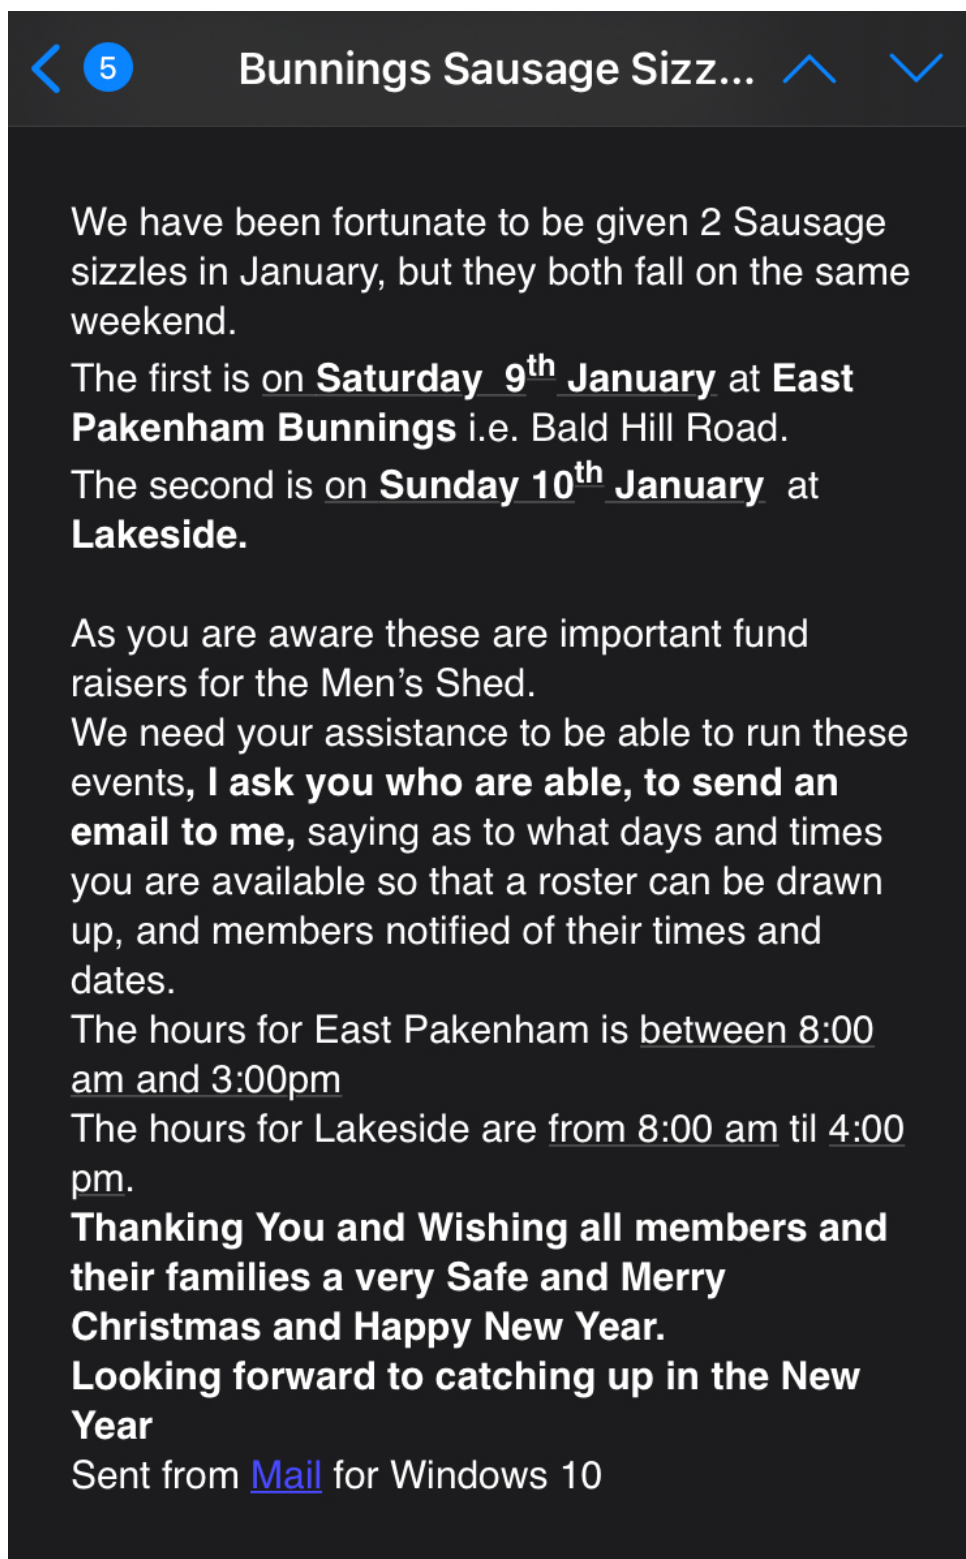 5
Bunnings Sausage Sizz...
We have been fortunate to be given 2 Sausage
sizzles in January, but they both fall on the same
weekend.
The first is on Saturday  9th January at East
Pakenham Bunnings i.e. Bald Hill Road.
The second is on Sunday 10th January  at
Lakeside.
As you are aware these are important fund
raisers for the Men’s Shed.
We need your assistance to be able to run these
events, I ask you who are able, to send an
email to me, saying as to what days and times
you are available so that a roster can be drawn
up, and members notified of their times and
dates.
The hours for East Pakenham is between 8:00
am and 3:00pm
The hours for Lakeside are from 8:00 am til 4:00
pm.
Thanking You and Wishing all members and
their families a very Safe and Merry
Christmas and Happy New Year.
Looking forward to catching up in the New
Year
Sent from Mail for Windows 10